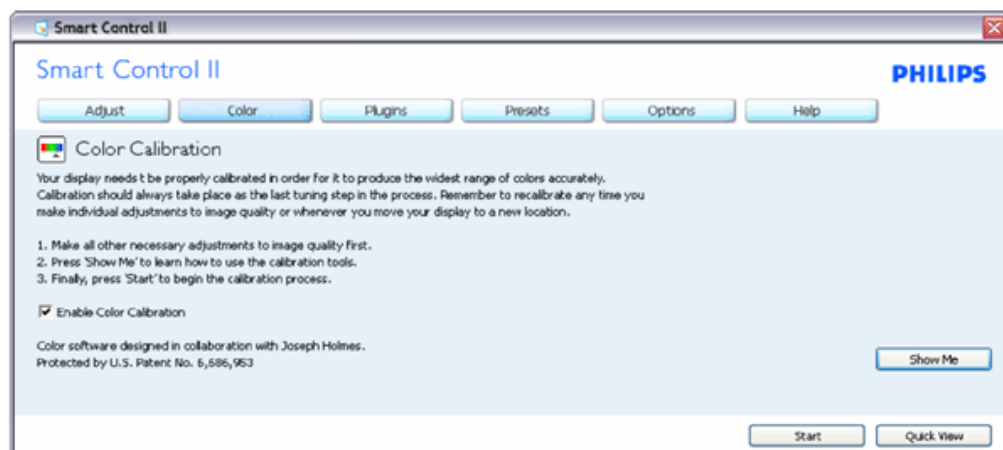 Smart Control II
Smart Control II
PHILIPS
Adjust Color Plugins Presets Options Help
Color Calibration
Your display needs t be properly calibrated in order for it to produce the widest range of colors accurately.
Calibration should always take place as the last tuning step in the process. Remember to recalibrate any time you
make individual adjustments to image quality or whenever you move your display to a new location.
1. Make all other necessary adjustments to image quality first.
2. Press 'Show Me' to learn how to use the calibration tools.
3. Finally, press 'Start' to begin the calibration process.
Enable Color Calibration
Color software designed in collaboration with Joseph Holmes.
Protected by U.S. Patent No. 6,686,953
Show Me
Start Quick View